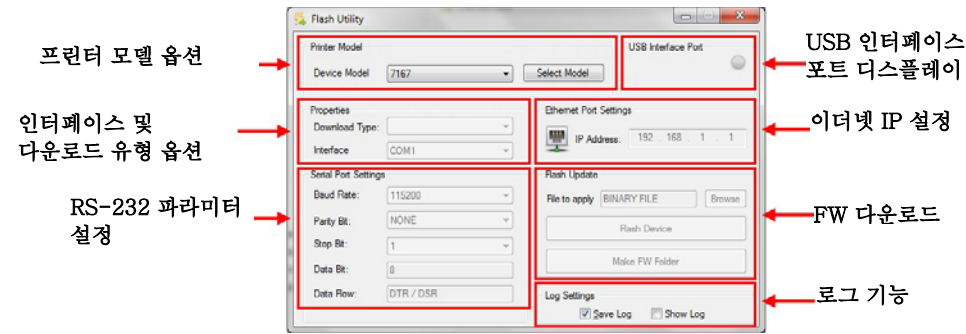 Flash Utility
프린터 모델 옵션
Printer Model
Device Model 7167 Select Model
USB Interface Port
USB 인터페이스
포트 디스플레이
인터페이스 및
다운로드 유형 옵션
Properties
Download Type:
Interface COM1
Ethernet Port Settings
IP Address: 192 . 168 . 1 . 1
이더넷 IP 설정
RS-232 파라미터
설정
Serial Port Settings
Baud Rate: 115200
Party Bit: NONE
Stop Bit: 1
Data Bit: 8
Data Flow: DTR / DSR
Flash Update
File to apply BINARY FILE Browse
Flash Device
Make FW Folder
FW 다운로드
Log Settings
Save Log Show Log
로그 기능